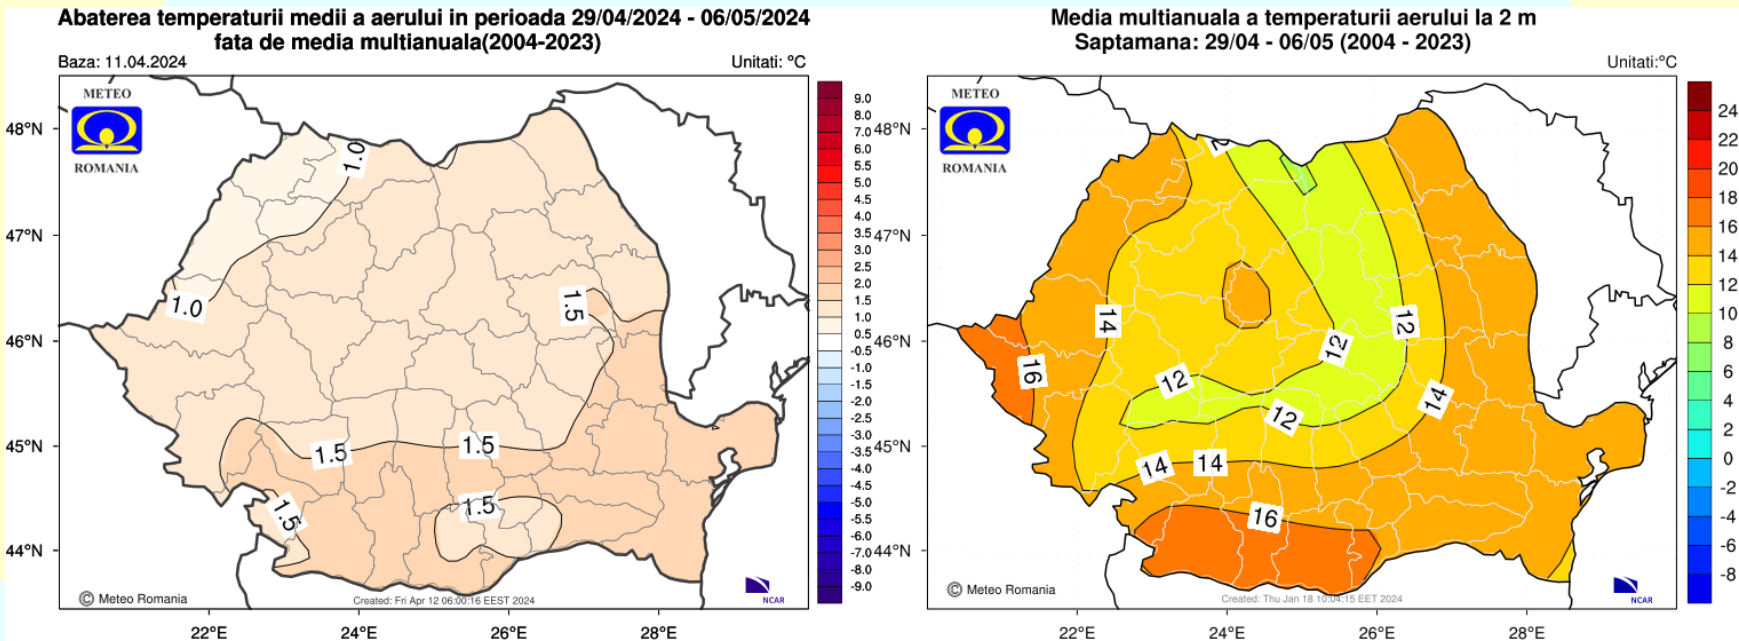 Abaterea temperaturii medii a aerului in perioada 29/04/2024 - 06/05/2024
fata de media multianuala(2004-2023)
Baza: 11.04.2024
Unitati: °C
METEO
ROMANIA
48°N
47°N
46°N
45°N
44°N
1.0
1.0
1.5
1.5
1.5
1.5
1.5
© Meteo Romania
Created: Fri Apr 12 06:00:16 EEST 2024
NCAR
22°E
24°E
26°E
28°E
9.0
8.0
7.0
6.0
5.5
5.0
4.5
4.0
3.5
3.0
2.5
2.0
1.5
1.0
0.5
-0.5
-1.0
-1.5
-2.0
-2.5
-3.0
-3.5
-4.0
-4.5
-5.0
-5.5
-6.0
-7.0
-8.0
-9.0
Media multianuala a temperaturii aerului la 2 m
Saptamana: 29/04 - 06/05 (2004 - 2023)
Unitati:°C
METEO
ROMANIA
48°N
47°N
46°N
45°N
44°N
14
12
12
16
12
14
12
14
14
16
© Meteo Romania
Created: Thu Jan 18 10:04:15 EET 2024
NCAR
22°E
24°E
26°E
28°E
24
22
20
18
16
14
12
10
8
6
4
2
0
-2
-4
-6
-8